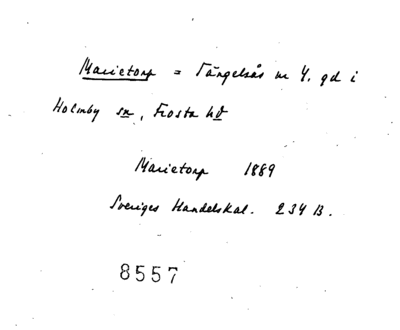 Marietorp = Tängelsås nr 4, gd i
Holmby sn, Frosta hd
Marietorp 1889
Sveriges Handelskal. 234 B.
8557